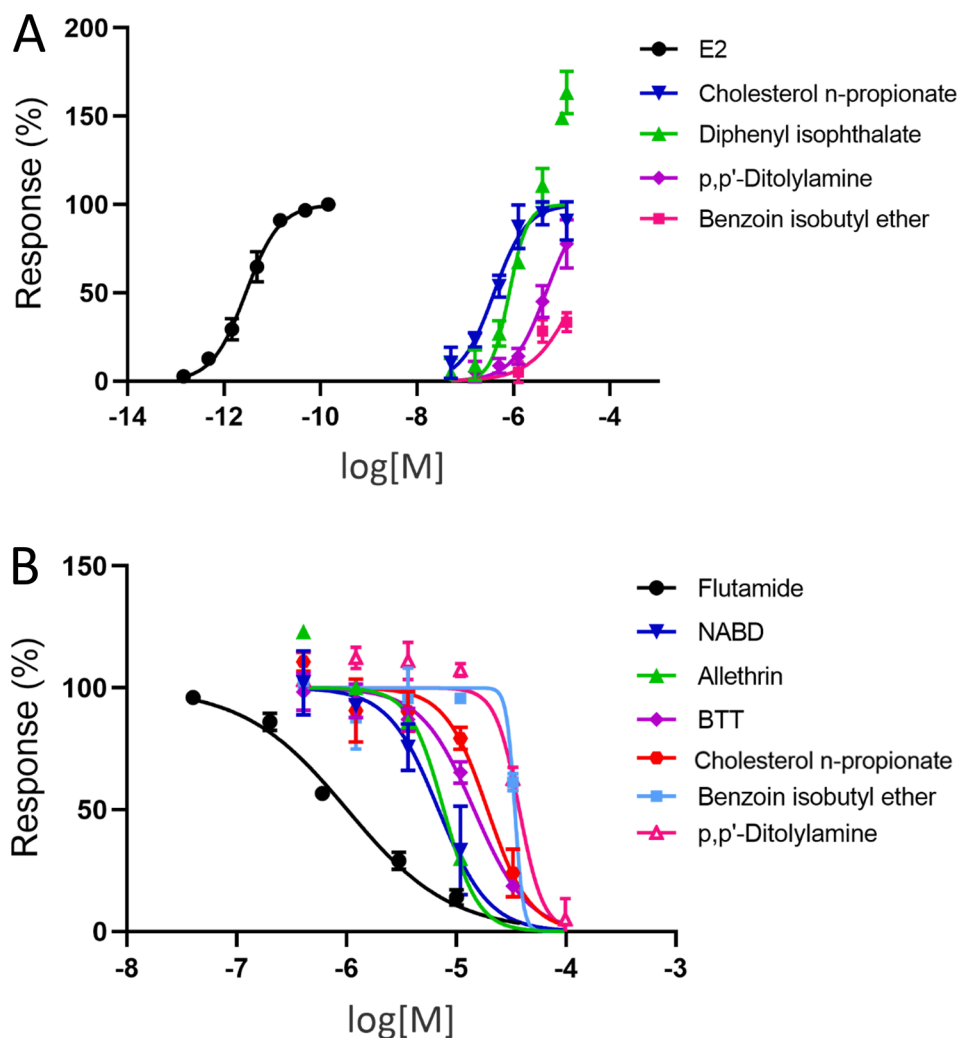 A
200
150
100
50
0
Response (%)
-14 -12 -10 -8 -6 -4
log[M]
E2
Cholesterol n-propionate
Diphenyl isophthalate
p,p'-Ditolylamine
Benzoin isobutyl ether
B
150
100
50
0
Response (%)
-8 -7 -6 -5 -4 -3
log[M]
Flutamide
NABD
Allethrin
BTT
Cholesterol n-propionate
Benzoin isobutyl ether
p,p'-Ditolylamine